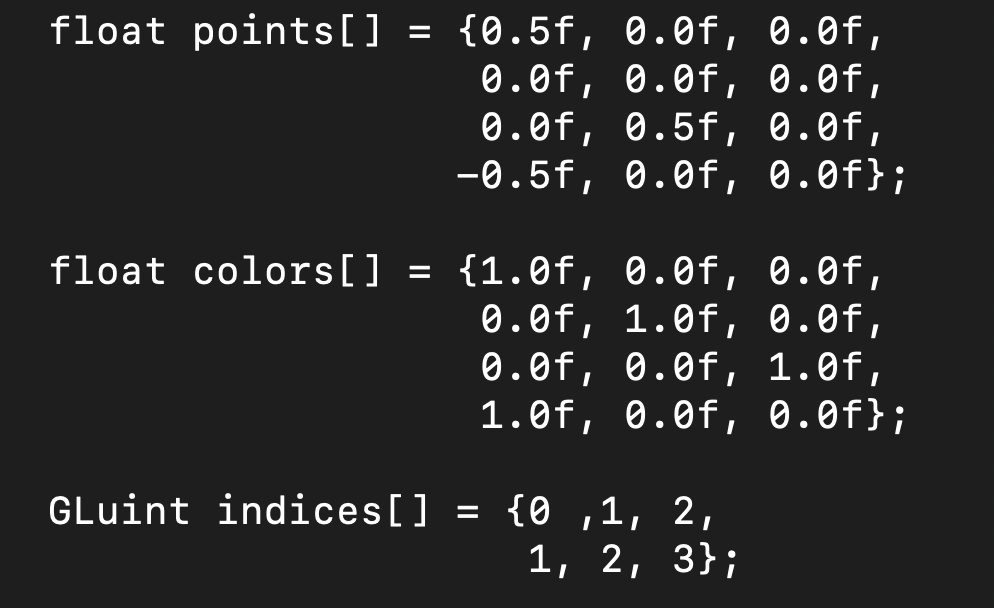 float points[] = {0.5f, 0.0f, 0.0f,
0.0f, 0.0f, 0.0f,
0.0f, 0.5f, 0.0f,
-0.5f, 0.0f, 0.0f};
float colors[] = {1.0f, 0.0f, 0.0f,
0.0f, 1.0f, 0.0f,
0.0f, 0.0f, 1.0f,
1.0f, 0.0f, 0.0f};
GLuint indices[] = {0 ,1, 2,
1, 2, 3};